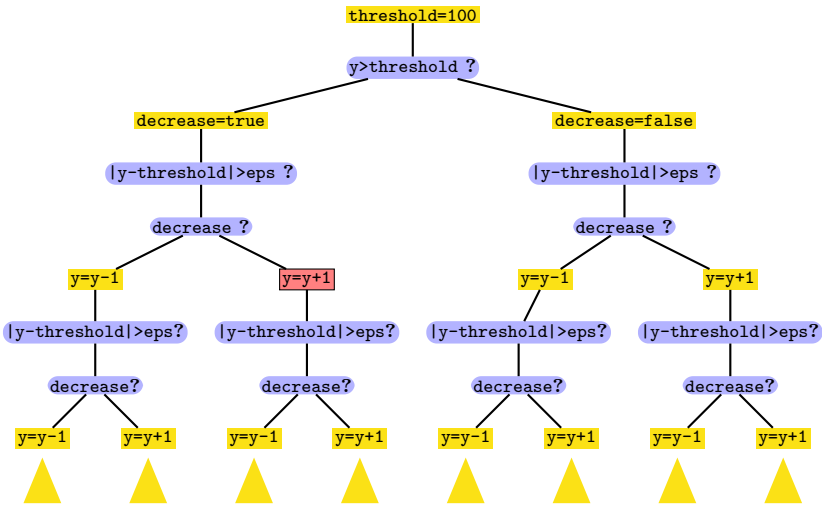 threshold=100
y>threshold ?
decrease=true
decrease=false
|y-threshold|>eps ?
|y-threshold|>eps ?
decrease ?
decrease ?
y=y-1
y=y+1
y=y-1
y=y+1
|y-threshold|>eps?
|y-threshold|>eps?
|y-threshold|>eps?
|y-threshold|>eps?
decrease?
decrease?
decrease?
decrease?
y=y-1
y=y+1
y=y-1
y=y+1
y=y-1
y=y+1
y=y-1
y=y+1